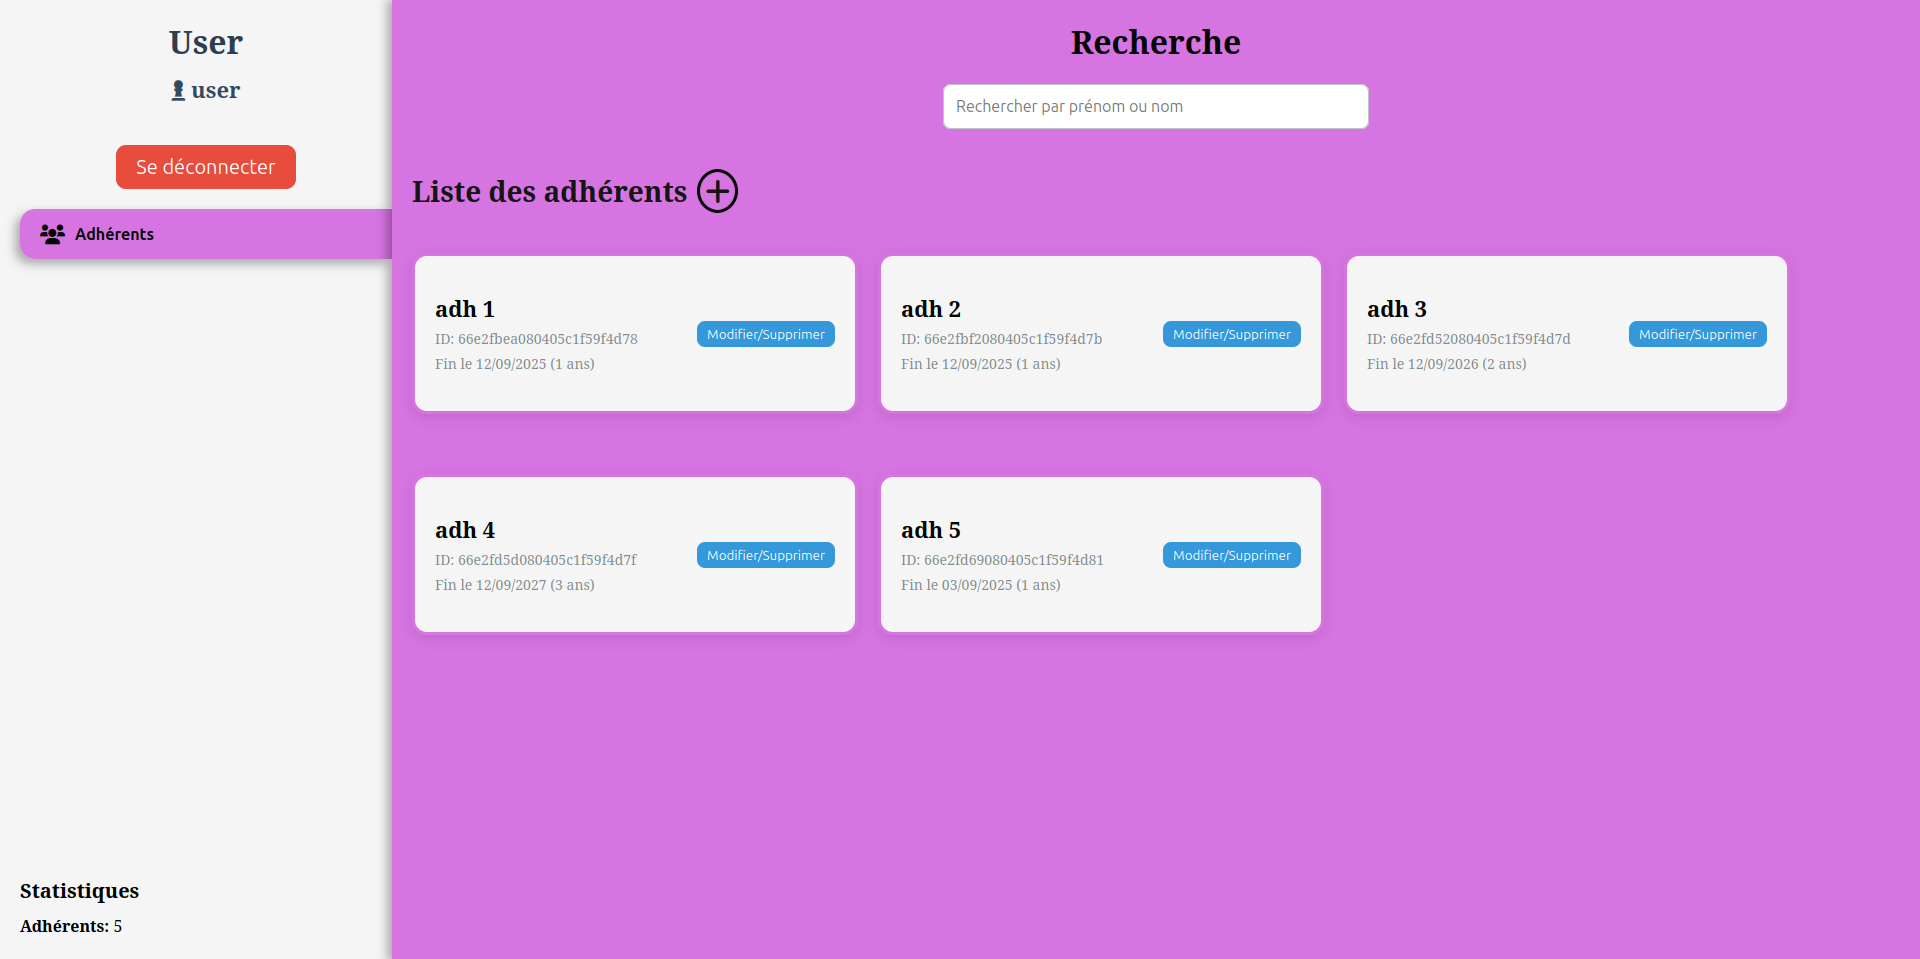 User
user
Se déconnecter
Adhérents
Statistiques
Adhérents: 5
Recherche
Rechercher par prénom ou nom
Liste des adhérents
adh 1
ID: 66e2fbea080405c1f59f4d78
Fin le 12/09/2025 (1 ans)
Modifier/Supprimer
adh 2
ID: 66e2fbf2080405c1f59f4d7b
Fin le 12/09/2025 (1 ans)
Modifier/Supprimer
adh 3
ID: 66e2fd52080405c1f59f4d7d
Fin le 12/09/2026 (2 ans)
Modifier/Supprimer
adh 4
ID: 66e2fd5d080405c1f59f4d7f
Fin le 12/09/2027 (3 ans)
Modifier/Supprimer
adh 5
ID: 66e2fd69080405c1f59f4d81
Fin le 03/09/2025 (1 ans)
Modifier/Supprimer